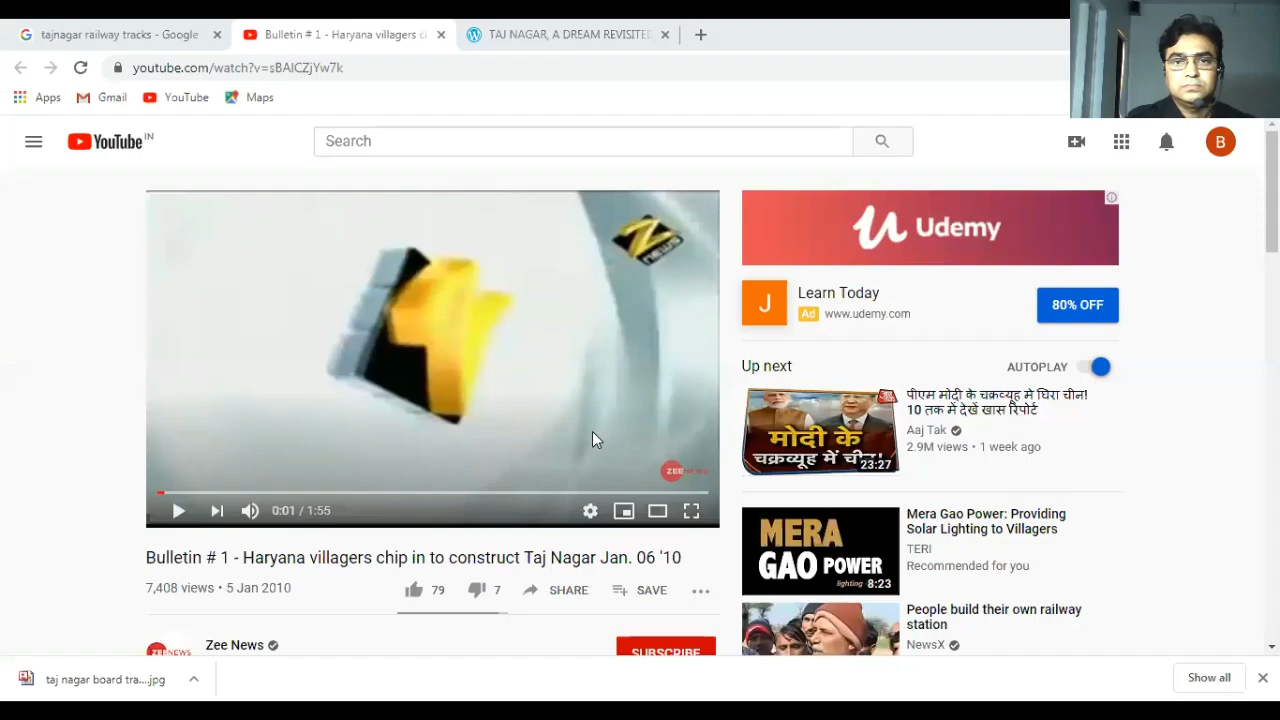 tajnagar railway tracks - Google
Bulletin # 1 - Haryana villagers c
TAJ NAGAR, A DREAM REVISITED
youtube.com/watch?v=sBAICZjYw7k
Apps Gmail YouTube Maps
YouTube IN
Search
B
Z
news
ZEE NEWS
0:01 / 1:55
Udemy
J
Learn Today
Ad www.udemy.com
80% OFF
Up next
AUTOPLAY
मोदी के
चक्रव्यूह में चीन!
23:27
पीएम मोदी के चक्रव्यूह मे घिरा चीन!
10 तक में देखें खास रिपोर्ट
Aaj Tak
2.9M views • 1 week ago
MERA
GAO POWER
lighting
8:23
Mera Gao Power: Providing
Solar Lighting to Villagers
TERI
Recommended for you
People build their own railway
station
NewsX
Bulletin # 1 - Haryana villagers chip in to construct Taj Nagar Jan. 06 '10
7,408 views • 5 Jan 2010
79 7 SHARE SAVE
ZEE NEWS
Zee News
SUBSCRIBE
taj nagar board tra....jpg
Show all